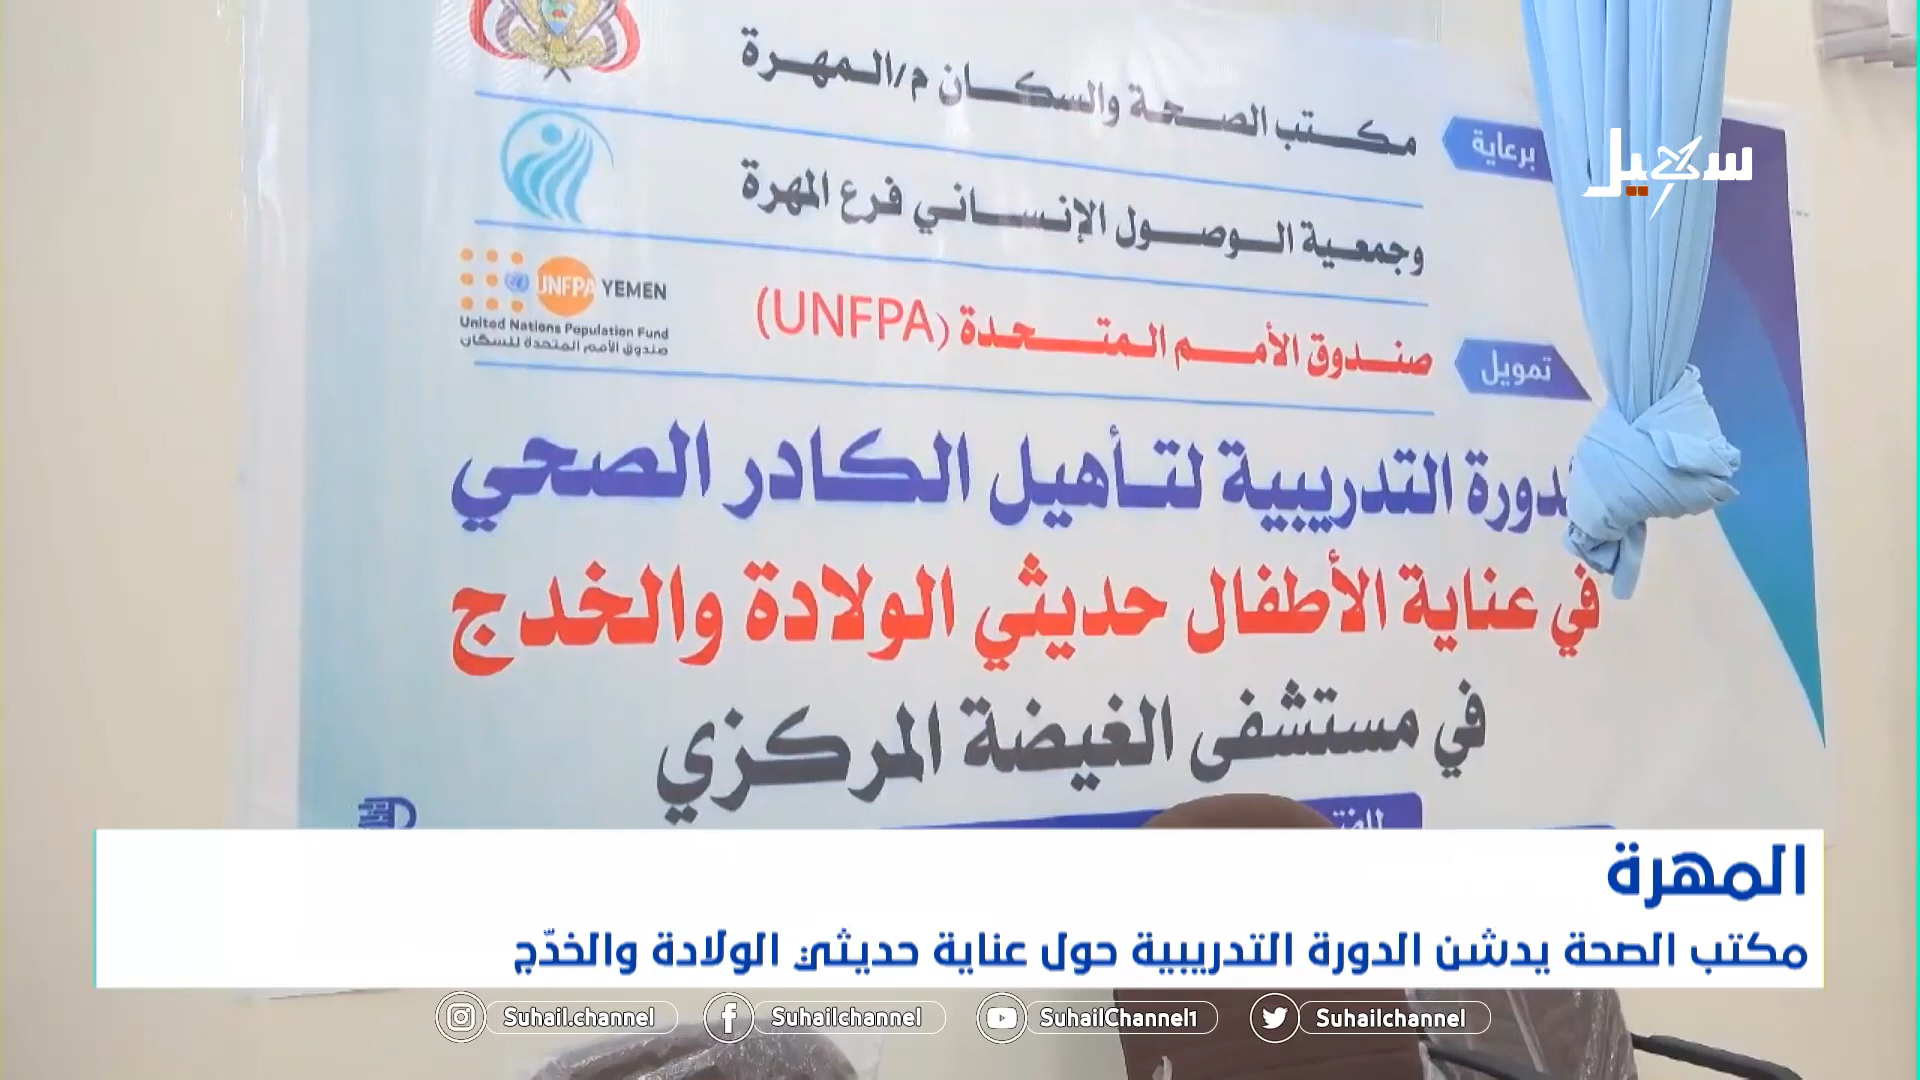 مكتب الصحة والسكان م/المهرة
برعاية
سهيل
وجمعية الوصول الإنساني فرع المهرة
UNFPA YEMEN
United Nations Population Fund
صندوق الأمم المتحدة للسكان
صندوق الأمم المتحدة (UNFPA)
تمويل
الدورة التدريبية لتأهيل الكادر الصحي
في عناية الأطفال حديثي الولادة والخدج
في مستشفى الغيضة المركزي
المهرة
مكتب الصحة يدشن الدورة التدريبية حول عناية حديثي الولادة والخدّج
Suhail.channel
Suhailchannel
SuhailChannel1
Suhailchannel